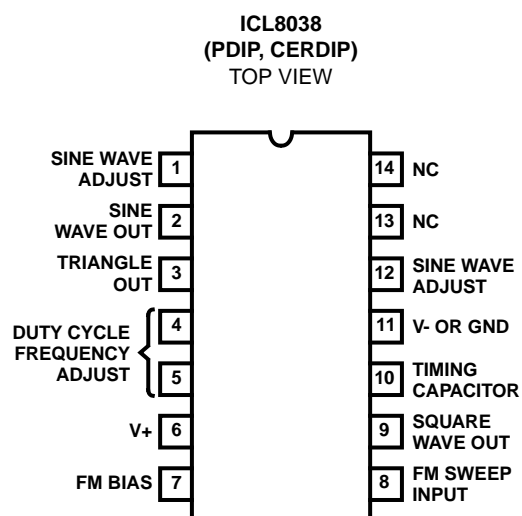 ICL8038
(PDIP, CERDIP)
TOP VIEW
SINE WAVE
ADJUST
1
SINE
WAVE OUT
2
TRIANGLE
OUT
3
DUTY CYCLE
FREQUENCY
ADJUST
4
5
V+
6
FM BIAS
7
14
NC
13
NC
12
SINE WAVE
ADJUST
11
V- OR GND
10
TIMING
CAPACITOR
9
SQUARE
WAVE OUT
8
FM SWEEP
INPUT